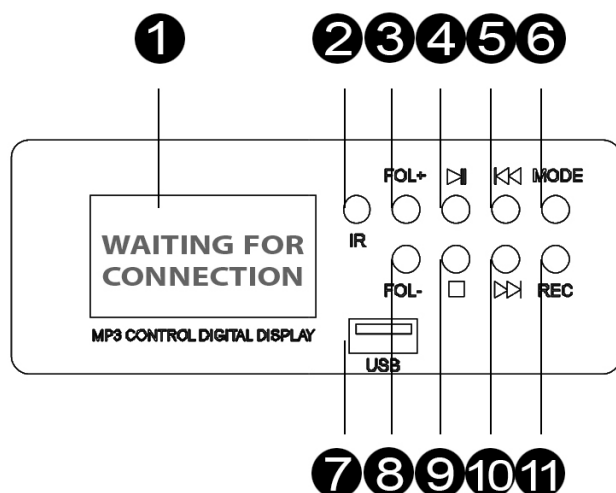 1 2 3 4 5 6
FOL+ MODE
WAITING FOR
CONNECTION
IR
FOL- REC
MP3 CONTROL DIGITAL DISPLAY
USB
7 8 9 10 11